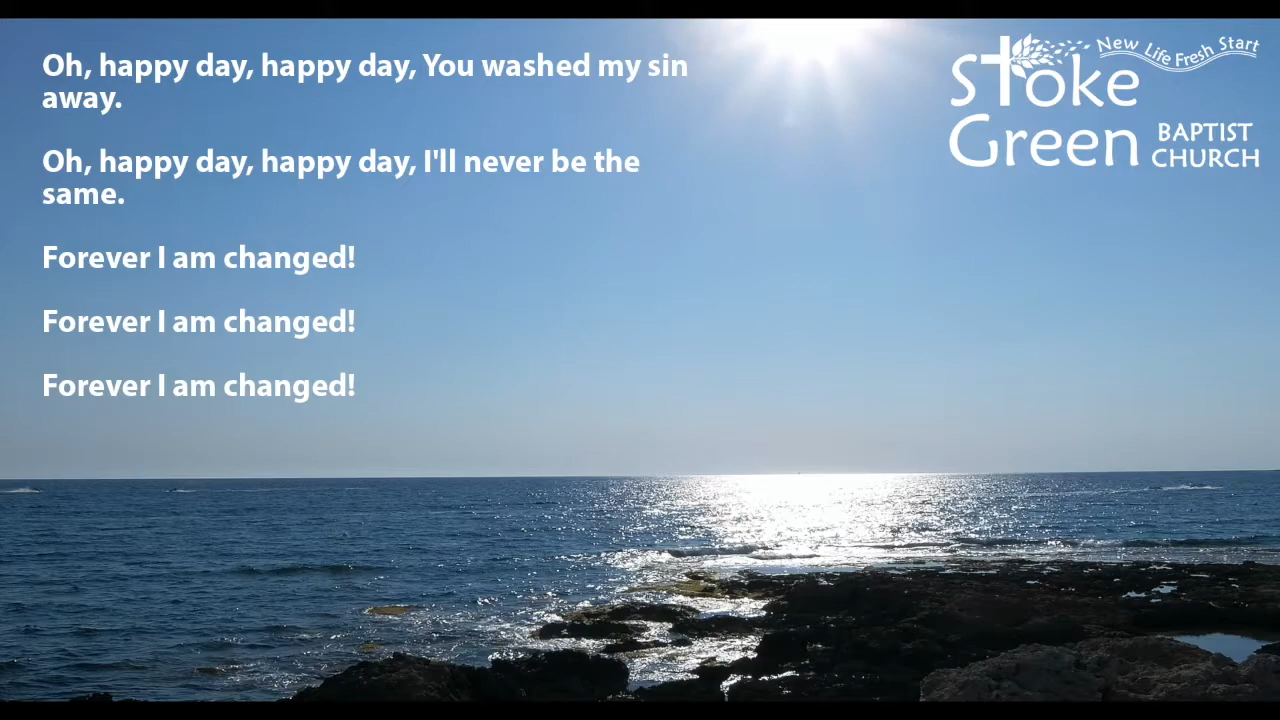 Oh, happy day, happy day, You washed my sin
away.
Oh, happy day, happy day, I'll never be the
same.
Forever I am changed!
Forever I am changed!
Forever I am changed!
New Life Fresh Start
Stoke
Green BAPTIST
CHURCH